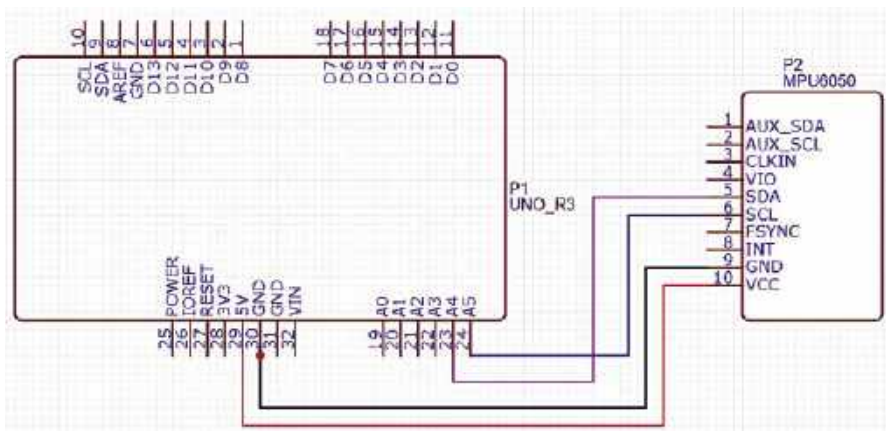 10 9 8 7 6 5 4 3 2 1
SCL SDA AREF GND D13 D12 D11 D10 D9 D8
18 17 16 15 14 13 12 11
D7 D6 D5 D4 D3 D2 D1 D0
P1
UNO_R3
POWER IOREF RESET 3V3 5V GND GND VIN
25 26 27 28 29 30 31 32
A0 A1 A2 A3 A4 A5
19 20 21 22 23 24
P2
MPU6050
1 AUX_SDA
2 AUX_SCL
3 CLKIN
4 VIO
5 SDA
6 SCL
7 FSYNC
8 INT
9 GND
10 VCC